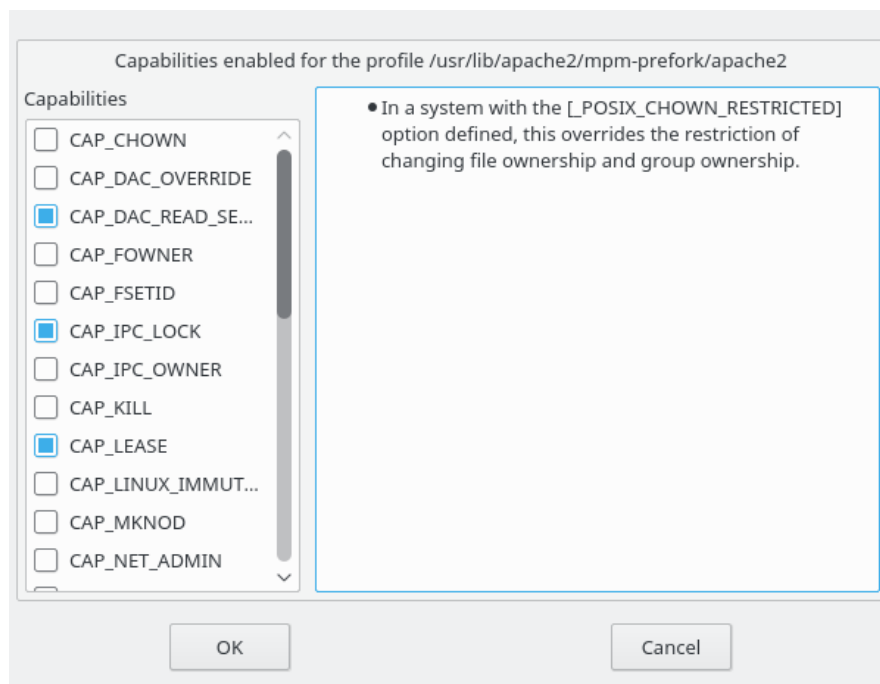 Capabilities enabled for the profile /usr/lib/apache2/mpm-prefork/apache2
Capabilities
CAP_CHOWN
CAP_DAC_OVERRIDE
CAP_DAC_READ_SE...
CAP_FOWNER
CAP_FSETID
CAP_IPC_LOCK
CAP_IPC_OWNER
CAP_KILL
CAP_LEASE
CAP_LINUX_IMMUT...
CAP_MKNOD
CAP_NET_ADMIN
• In a system with the [_POSIX_CHOWN_RESTRICTED]
option defined, this overrides the restriction of
changing file ownership and group ownership.
OK
Cancel